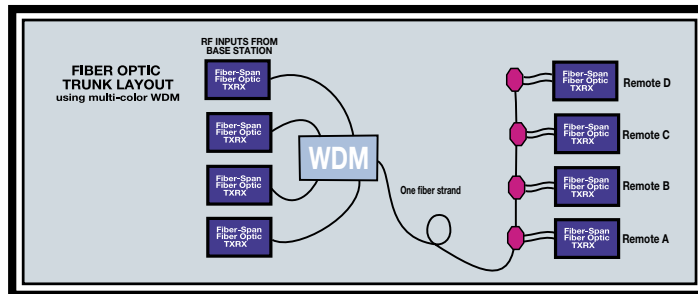 FIBER OPTIC
TRUNK LAYOUT
using multi-color WDM
RF INPUTS FROM
BASE STATION
Fiber-Span
Fiber Optic
TXRX
Fiber-Span
Fiber Optic
TXRX
Fiber-Span
Fiber Optic
TXRX
Fiber-Span
Fiber Optic
TXRX
WDM
One fiber strand
Fiber-Span
Fiber Optic
TXRX
Remote D
Fiber-Span
Fiber Optic
TXRX
Remote C
Fiber-Span
Fiber Optic
TXRX
Remote B
Fiber-Span
Fiber Optic
TXRX
Remote A